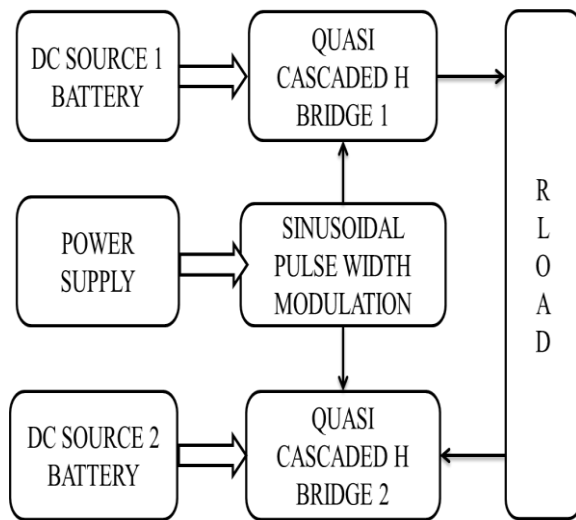 DC SOURCE 1
BATTERY
QUASI
CASCADED H
BRIDGE 1
POWER
SUPPLY
SINUSOIDAL
PULSE WIDTH
MODULATION
DC SOURCE 2
BATTERY
QUASI
CASCADED H
BRIDGE 2
R
L
O
A
D